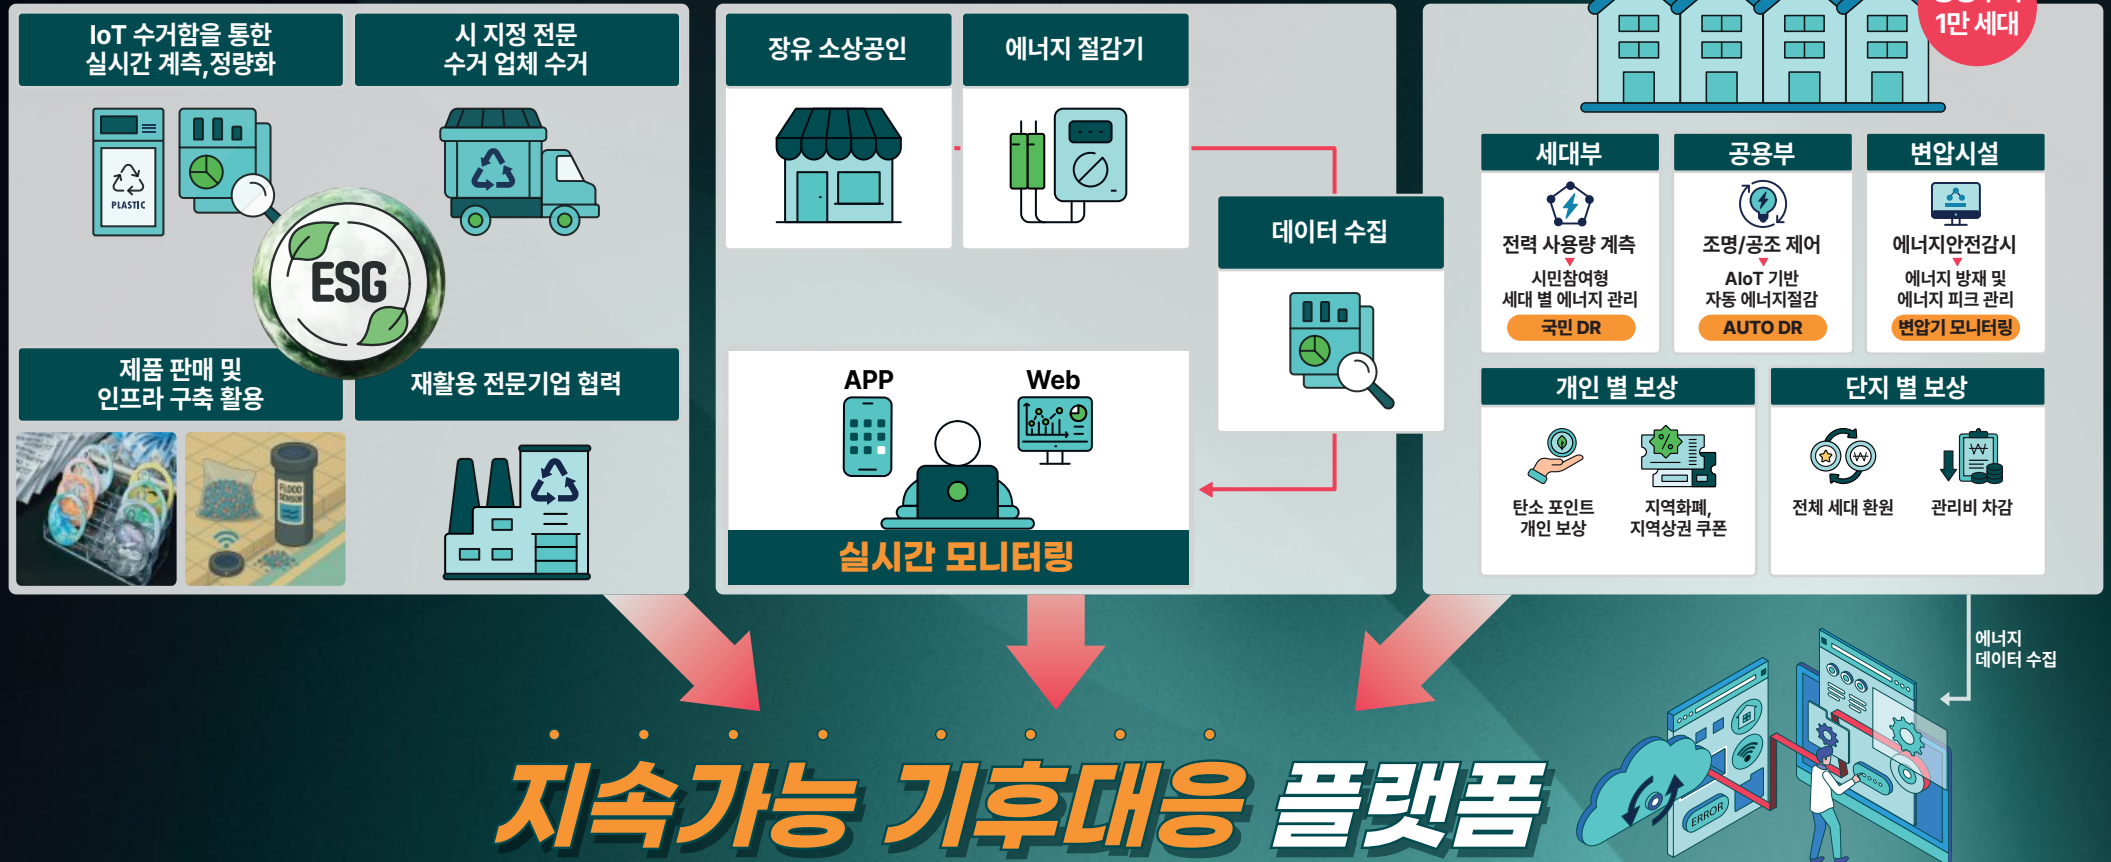 IoT 수거함을 통한
실시간 계측,정량화
시 지정 전문
수거 업체 수거
PLASTIC
ESG
제품 판매 및
인프라 구축 활용
재활용 전문기업 협력
FLOOD
SENSOR
장유 소상공인
에너지 절감기
데이터 수집
APP
Web
실시간 모니터링
1만 세대
세대부
전력 사용량 계측
시민참여형
세대 별 에너지 관리
국민 DR
공용부
조명/공조 제어
AIoT 기반
자동 에너지절감
AUTO DR
변압시설
에너지안전감시
에너지 방재 및
에너지 피크 관리
변압기 모니터링
개인 별 보상
탄소 포인트
개인 보상
지역화폐,
지역상권 쿠폰
단지 별 보상
전체 세대 환원
관리비 차감
에너지
데이터 수집
ERROR
지속가능 기후대응 플랫폼